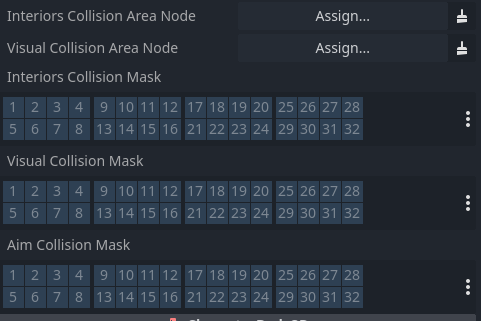 Interiors Collision Area Node Assign...
Visual Collision Area Node Assign...
Interiors Collision Mask
1 2 3 4 9 10 11 12 17 18 19 20 25 26 27 28
5 6 7 8 13 14 15 16 21 22 23 24 29 30 31 32
Visual Collision Mask
1 2 3 4 9 10 11 12 17 18 19 20 25 26 27 28
5 6 7 8 13 14 15 16 21 22 23 24 29 30 31 32
Aim Collision Mask
1 2 3 4 9 10 11 12 17 18 19 20 25 26 27 28
5 6 7 8 13 14 15 16 21 22 23 24 29 30 31 32